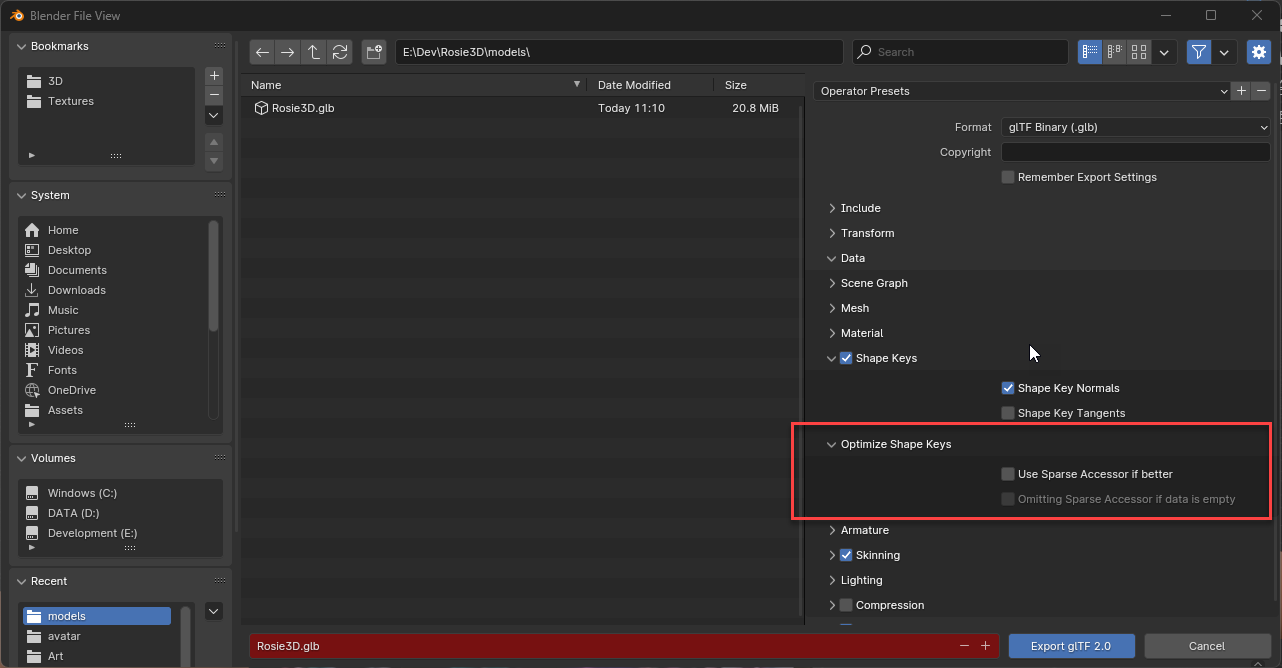 Blender File View
Bookmarks
3D
Textures
System
Home
Desktop
Documents
Downloads
Music
Pictures
Videos
Fonts
OneDrive
Assets
Volumes
Windows (C:)
DATA (D:)
Development (E:)
Recent
models
avatar
Art
E:\Dev\Rosie3D\models\
Search
Name Date Modified Size
Rosie3D.glb Today 11:10 20.8 MiB
Operator Presets
Format glTF Binary (.glb)
Copyright
Remember Export Settings
Include
Transform
Data
Scene Graph
Mesh
Material
Shape Keys
Shape Key Normals
Shape Key Tangents
Optimize Shape Keys
Use Sparse Accessor if better
Omitting Sparse Accessor if data is empty
Armature
Skinning
Lighting
Compression
Rosie3D.glb
Export glTF 2.0
Cancel